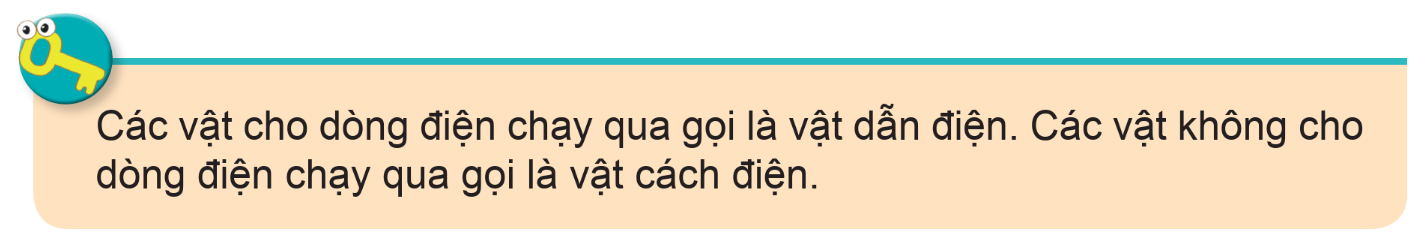 Các vật cho dòng điện chạy qua gọi là vật dẫn điện. Các vật không cho
dòng điện chạy qua gọi là vật cách điện.